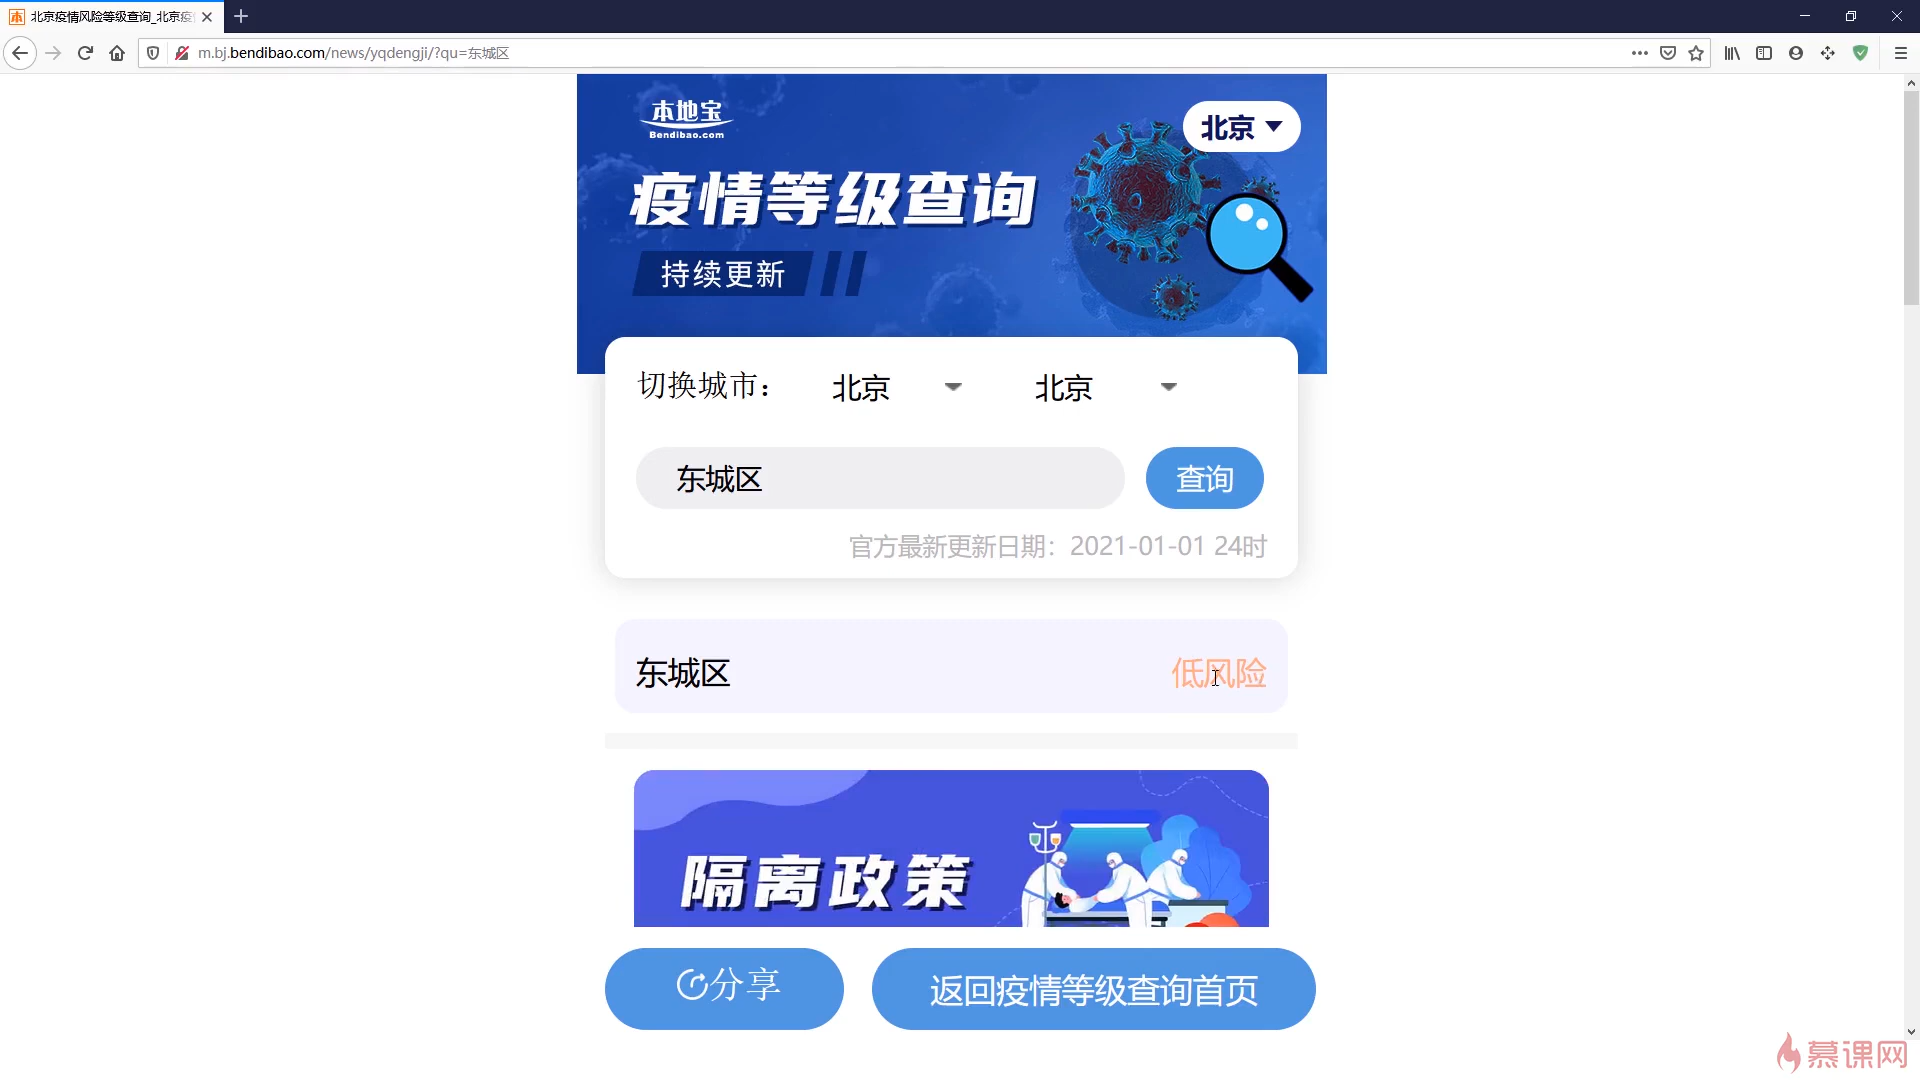 北京疫情风险等级查询_北京疫
m.bj.bendibao.com/news/yqdengji/?qu=东城区
本地宝
Bendibao.com
北京
疫情等级查询
持续更新
切换城市： 北京 北京
东城区 查询
官方最新更新日期：2021-01-01 24时
东城区 低风险
隔离政策
分享 返回疫情等级查询首页
慕课网